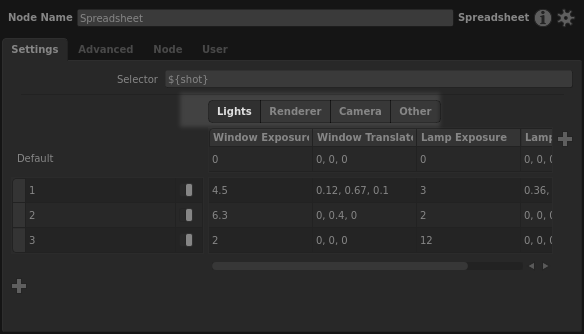 Node Name Spreadsheet Spreadsheet
Settings Advanced Node User
Selector ${shot}
Lights Renderer Camera Other
Window Exposure Window Translate Lamp Exposure Lamp
Default 0 0, 0, 0 0 0, 0, 0
1 4.5 0.12, 0.67, 0.1 3 0.36,
2 6.3 0, 0.4, 0 2 0, 0, 0
3 2 0, 0, 0 12 0, 0, 0